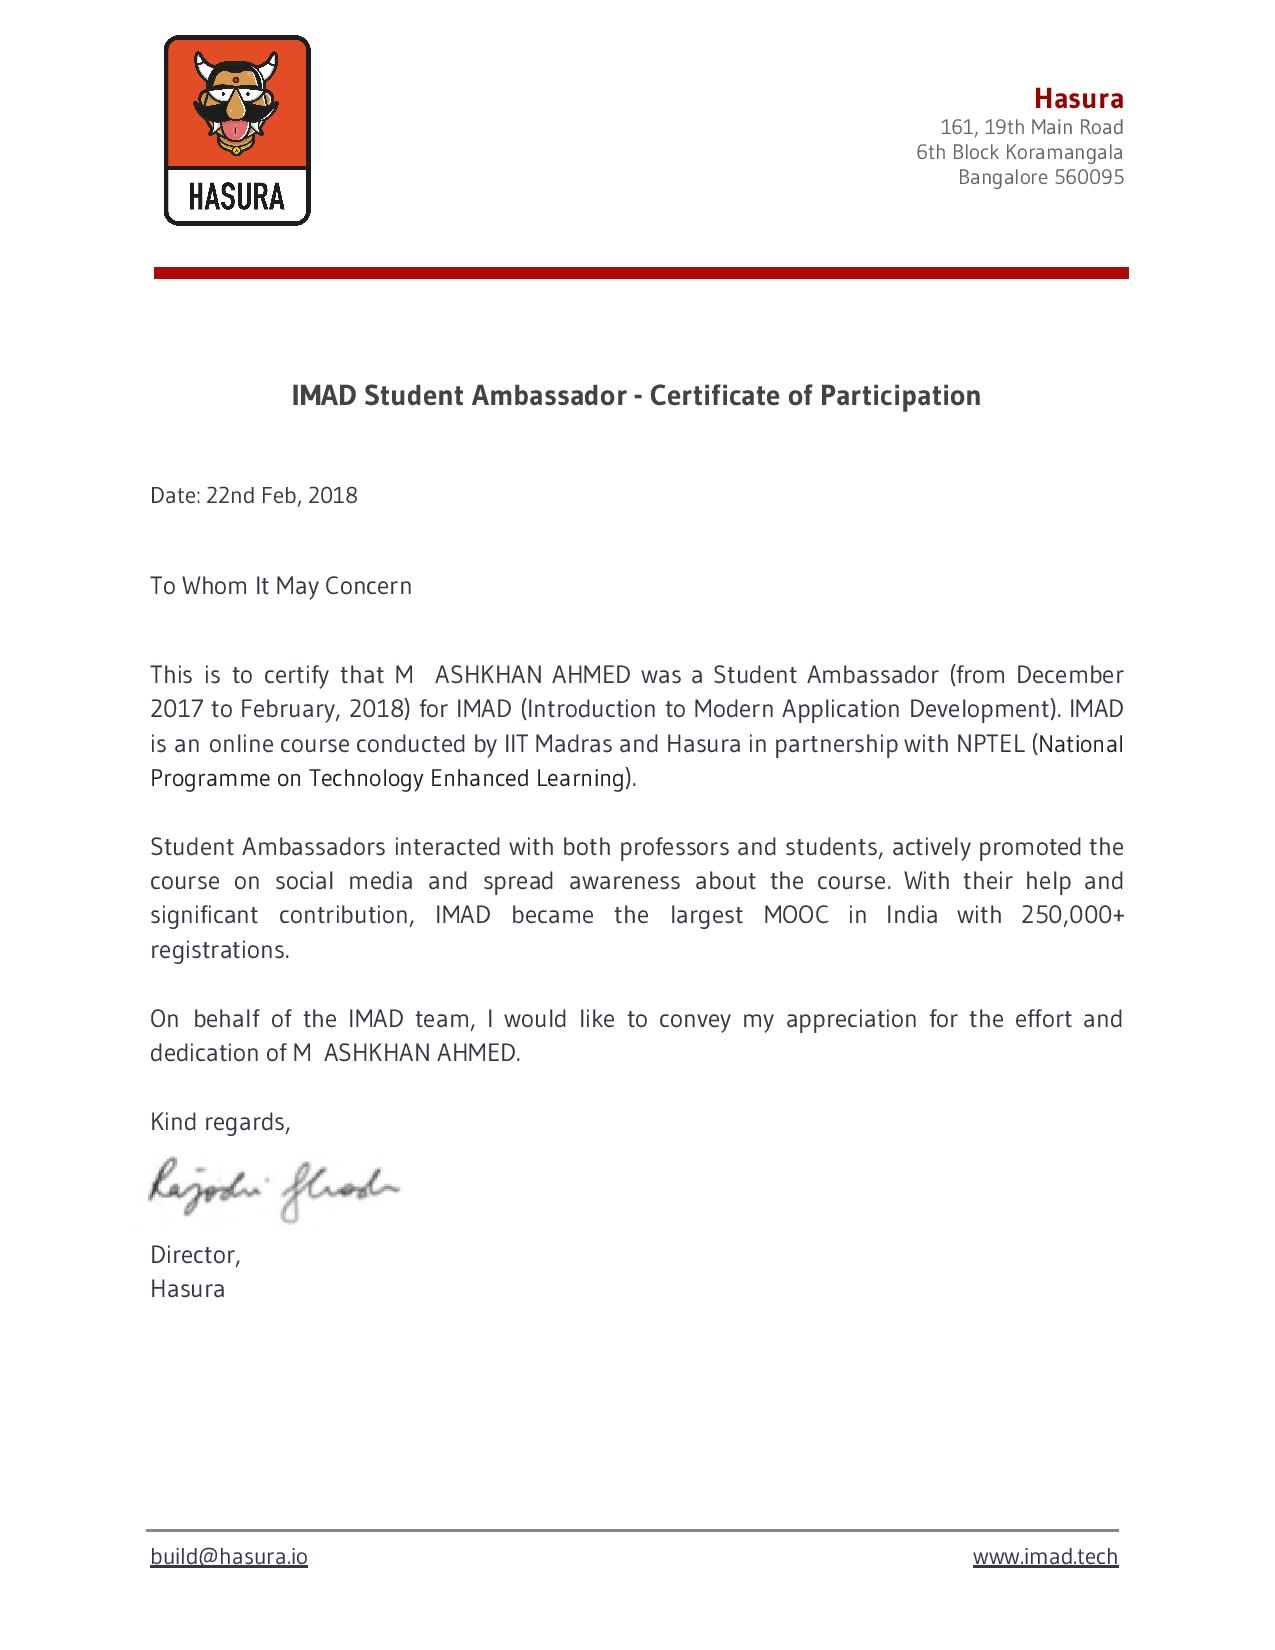 HASURA
Hasura
161, 19th Main Road
6th Block Koramangala
Bangalore 560095
IMAD Student Ambassador - Certificate of Participation
Date: 22nd Feb, 2018
To Whom It May Concern
This is to certify that M ASHKHAN AHMED was a Student Ambassador (from December
2017 to February, 2018) for IMAD (Introduction to Modern Application Development). IMAD
is an online course conducted by IIT Madras and Hasura in partnership with NPTEL (National
Programme on Technology Enhanced Learning).
Student Ambassadors interacted with both professors and students, actively promoted the
course on social media and spread awareness about the course. With their help and
significant contribution, IMAD became the largest MOOC in India with 250,000+
registrations.
On behalf of the IMAD team, I would like to convey my appreciation for the effort and
dedication of M ASHKHAN AHMED.
Kind regards,
Director,
Hasura
build@hasura.io
www.imad.tech